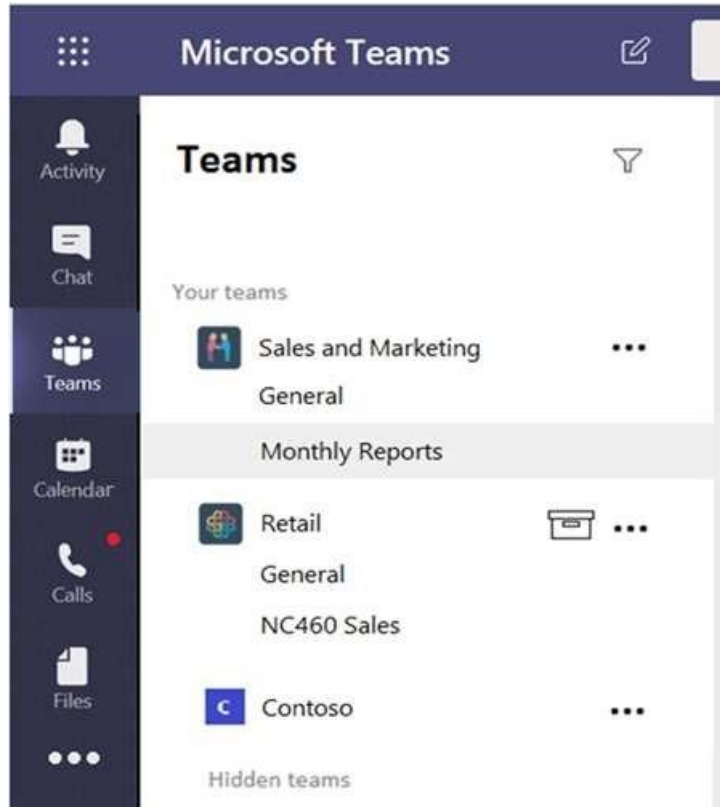 Microsoft Teams
Activity
Chat
Teams
Calendar
Calls
Files
Teams
Your teams
Sales and Marketing
General
Monthly Reports
Retail
General
NC460 Sales
C Contoso
Hidden teams